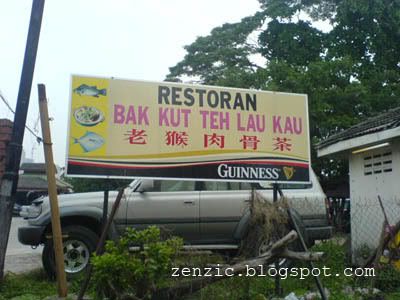 RESTORAN
BAK KUT TEH LAU KAU
老猴肉骨茶
GUINNESS
zenzic.blogspot.com